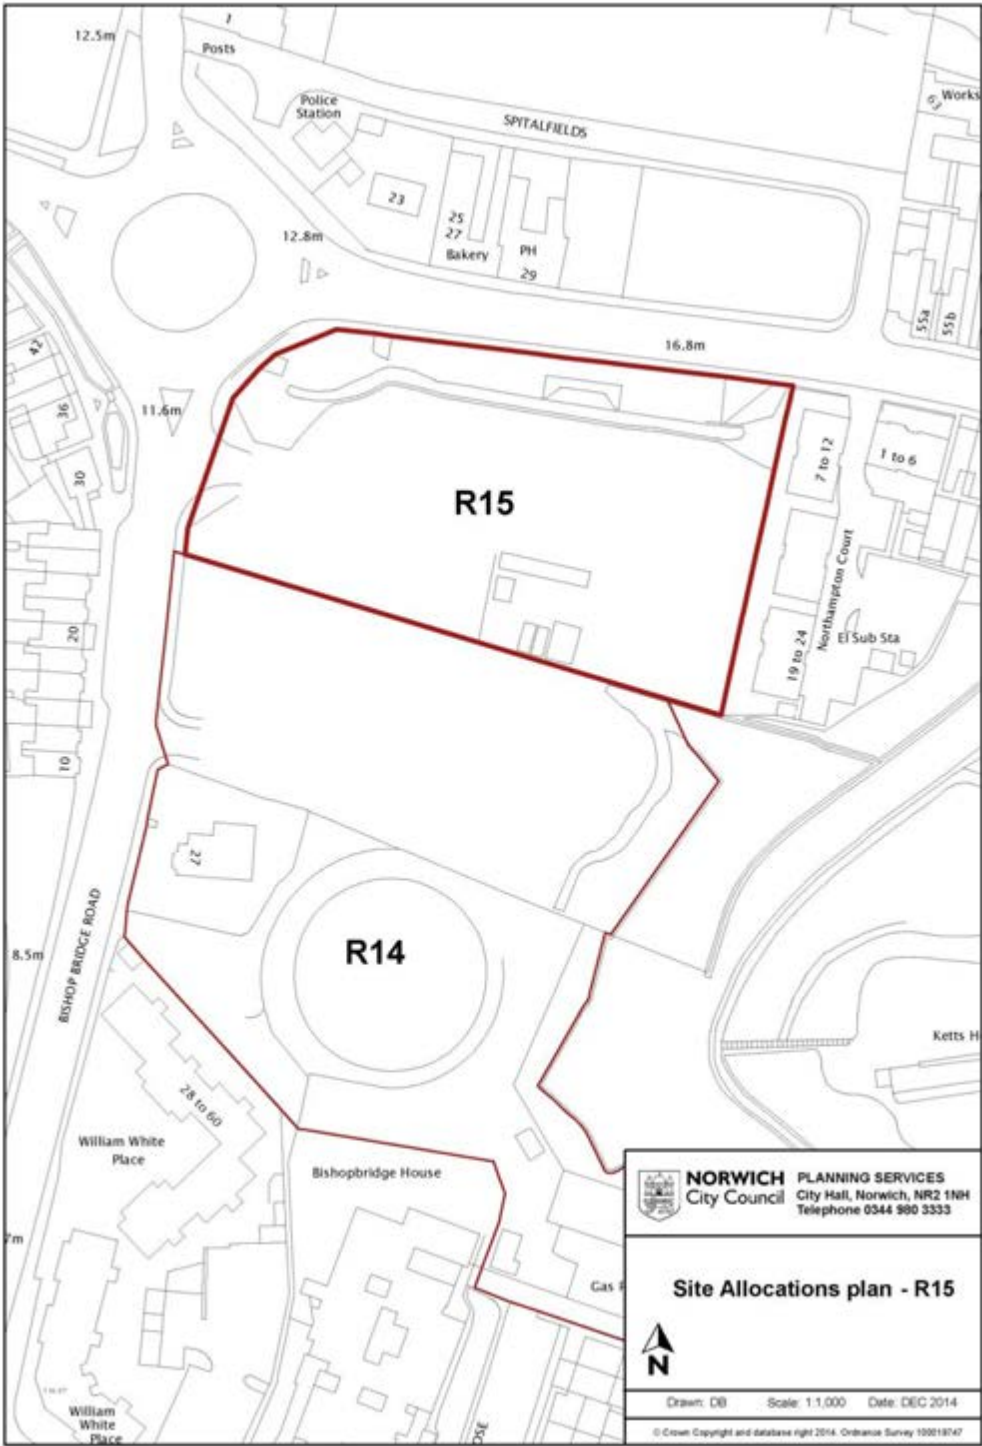 12.5m
7
Posts
Police
Station
SPITALFIELDS
63
Works
23
25
27
Bakery
PH
29
12.8m
55a
55b
16.8m
42
36
30
11.6m
R15
7 to 12
1 to 6
Northampton Court
El Sub Sta
19 to 24
20
10
27
R14
BISHOP BRIDGE ROAD
8.5m
Ketts H
28 to 60
William White
Place
Bishopbridge House
7m
Gas
William
White
Place
OSE
NORWICH
City Council
PLANNING SERVICES
City Hall, Norwich, NR2 1NH
Telephone 0344 980 3333
Site Allocations plan - R15
N
Drawn: DB Scale: 1:1,000 Date: DEC 2014
© Crown Copyright and database right 2014. Ordnance Survey 100019747